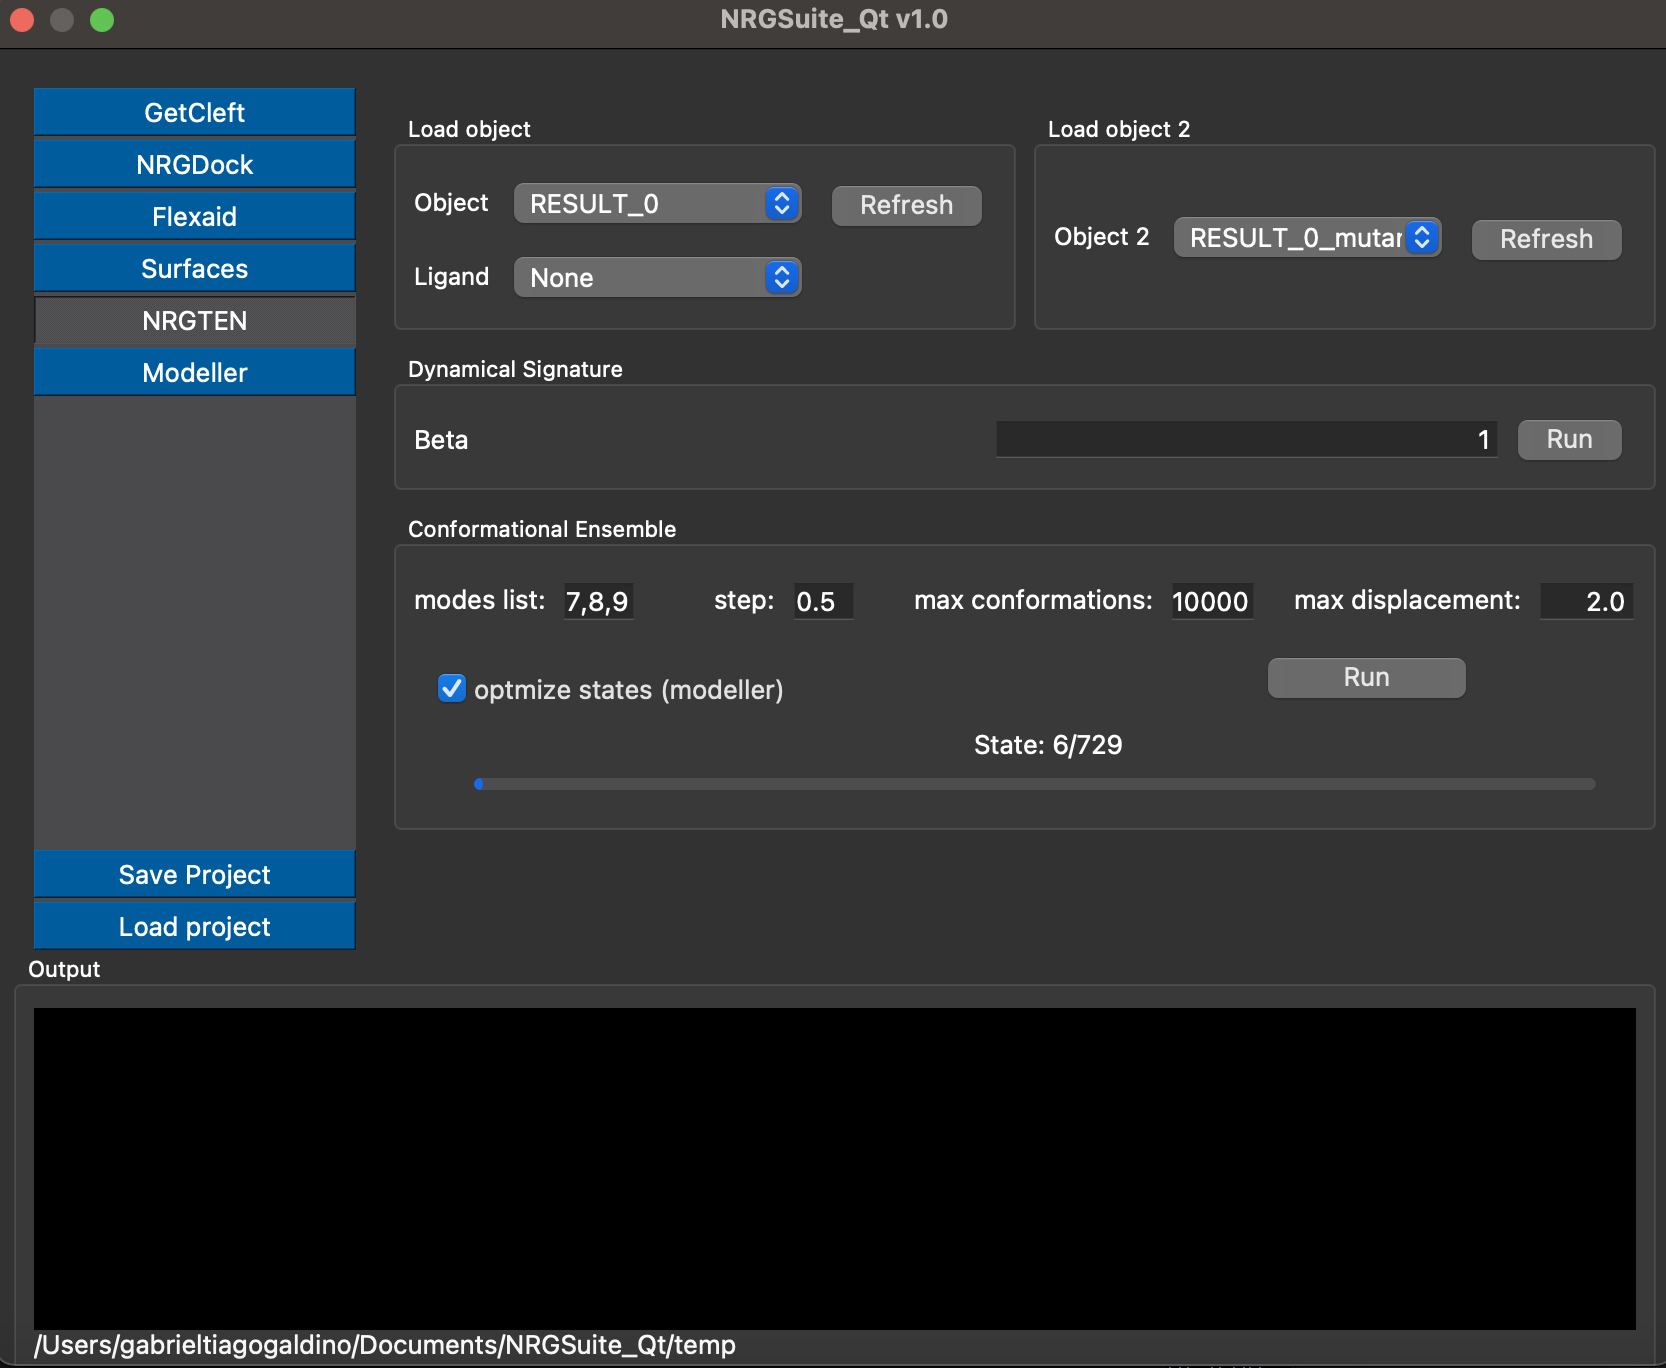 NRGSuite_Qt v1.0
GetCleft
NRGDock
Flexaid
Surfaces
NRGTEN
Modeller
Save Project
Load project
Load object
Object RESULT_0 Refresh
Ligand None
Load object 2
Object 2 RESULT_0_mutar Refresh
Dynamical Signature
Beta 1 Run
Conformational Ensemble
modes list: 7,8,9 step: 0.5 max conformations: 10000 max displacement: 2.0
optmize states (modeller) Run
State: 6/729
Output
/Users/gabrieltiagogaldino/Documents/NRGSuite_Qt/temp